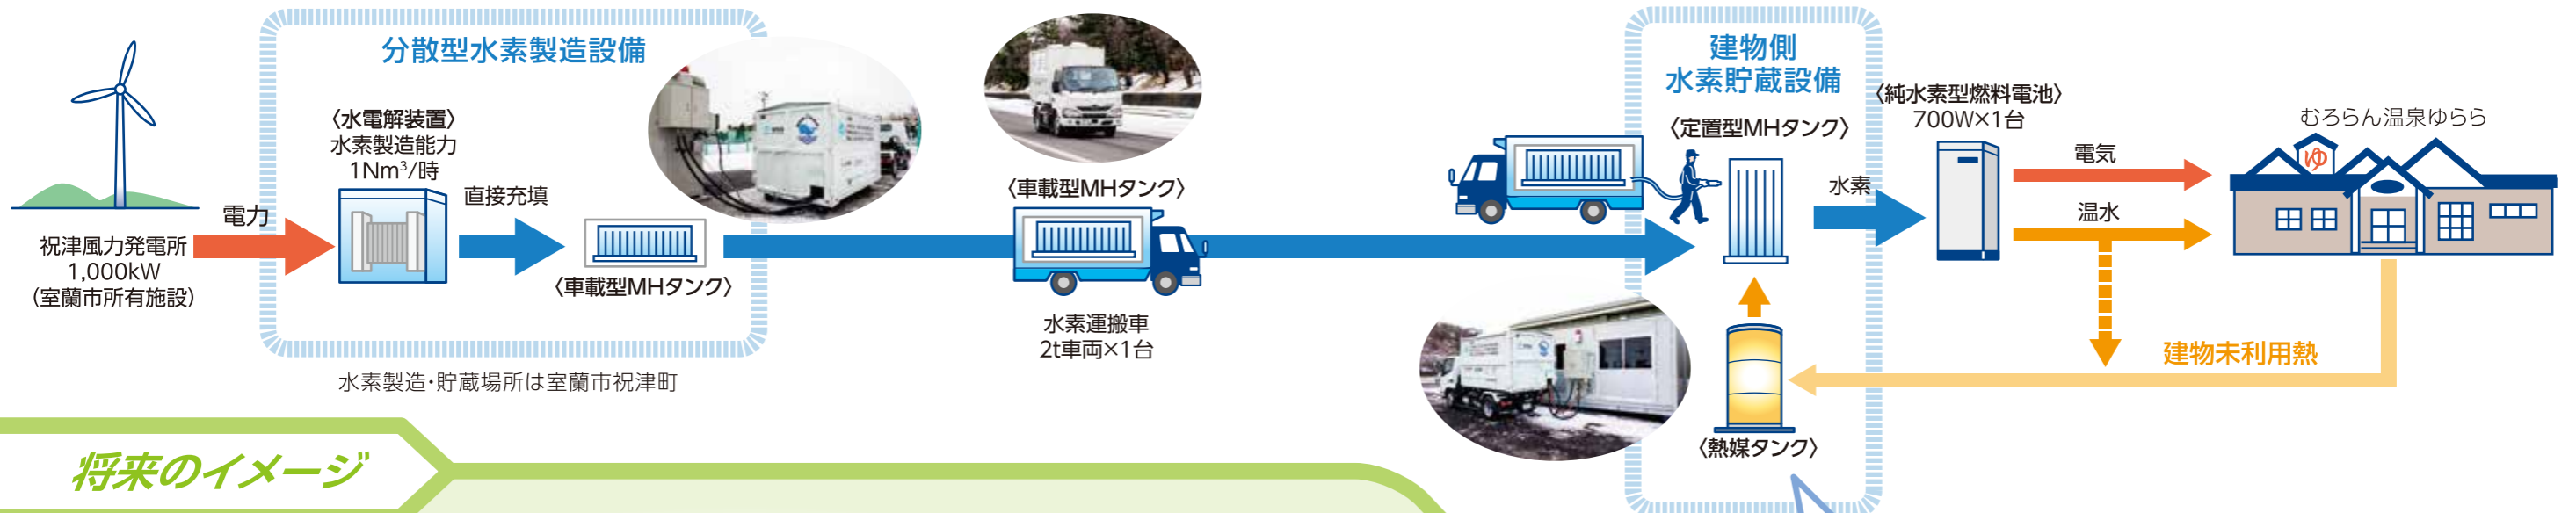 分散型水素製造設備
〈水電解装置〉
水素製造能力
1Nm³/時
直接充填
電力
祝津風力発電所
1,000kW
(室蘭市所有施設)
〈車載型MHタンク〉
水素製造・貯蔵場所は室蘭市祝津町
〈車載型MHタンク〉
水素運搬車
2t車両×1台
建物側
水素貯蔵設備
〈定置型MHタンク〉
水素
〈熱媒タンク〉
〈純水素型燃料電池〉
700W×1台
電気
温水
むろらん温泉ゆらら
ゆ
建物未利用熱
将来のイメージ